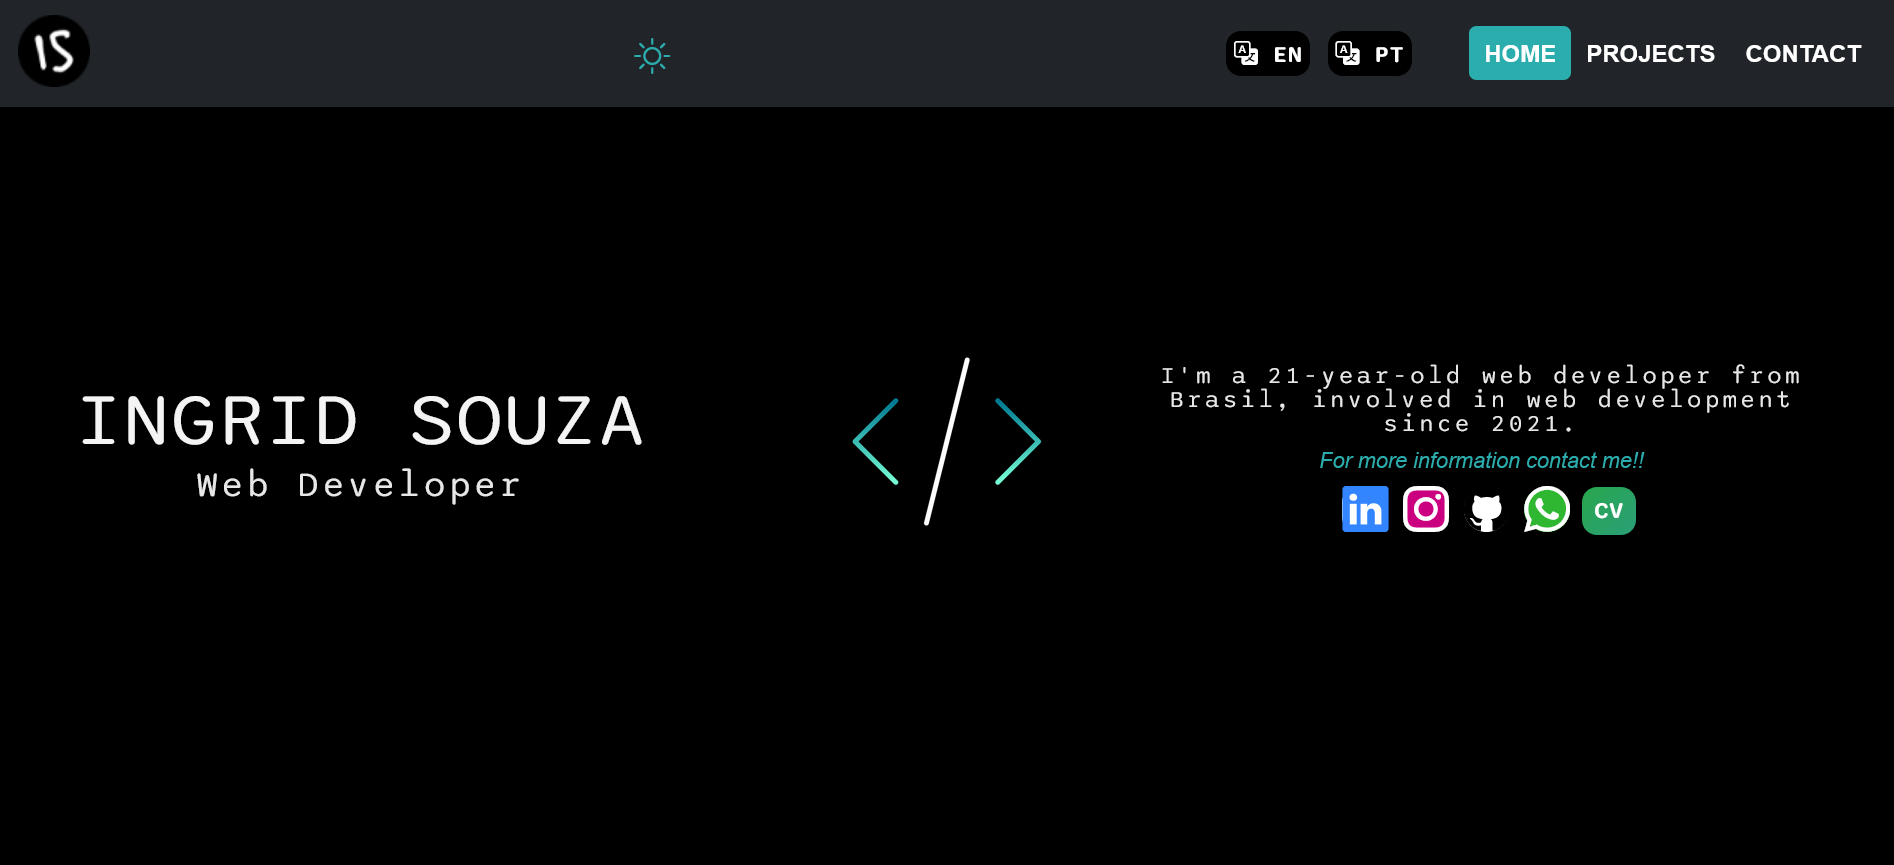 IS
EN
PT
HOME
PROJECTS
CONTACT
INGRID SOUZA
Web Developer
I'm a 21-year-old web developer from
Brasil, involved in web development
since 2021.
For more information contact me!!
in
CV